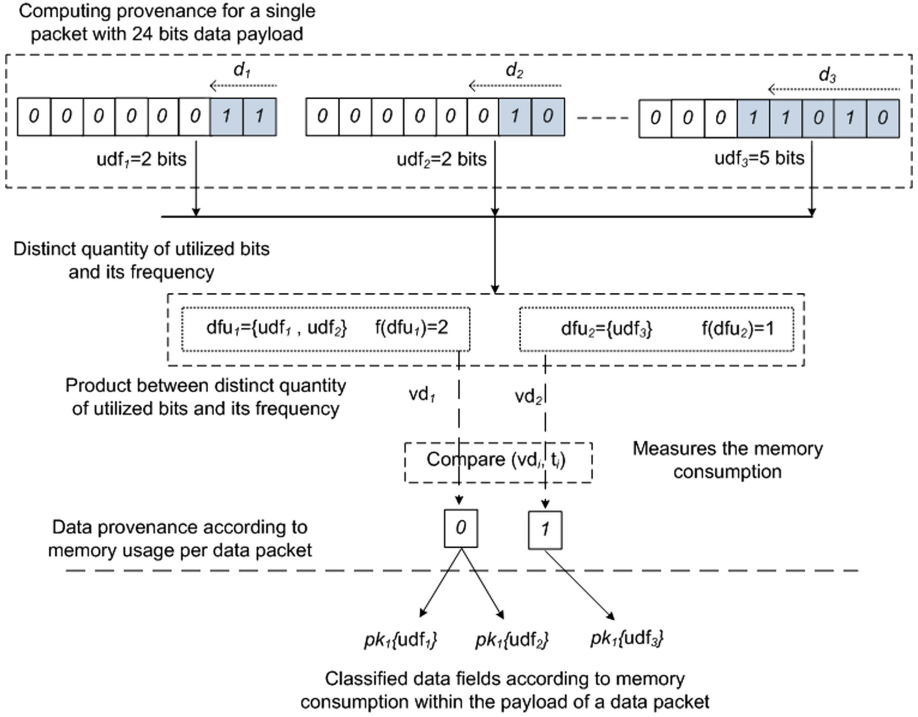 Computing provenance for a single
packet with 24 bits data payload
d₁ d₂ d₃
0 0 0 0 0 0 1 1 0 0 0 0 0 0 1 0 0 0 0 1 1 0 1 0
udf₁=2 bits udf₂=2 bits udf₃=5 bits
Distinct quantity of utilized bits
and its frequency
dfu₁={udf₁ , udf₂} f(dfu₁)=2 dfu₂={udf₃} f(dfu₂)=1
Product between distinct quantity
of utilized bits and its frequency
vd₁ vd₂
Compare (vdᵢ, tᵢ)
Measures the memory
consumption
0 1
Data provenance according to
memory usage per data packet
pk₁{udf₁} pk₁{udf₂} pk₁{udf₃}
Classified data fields according to memory
consumption within the payload of a data packet